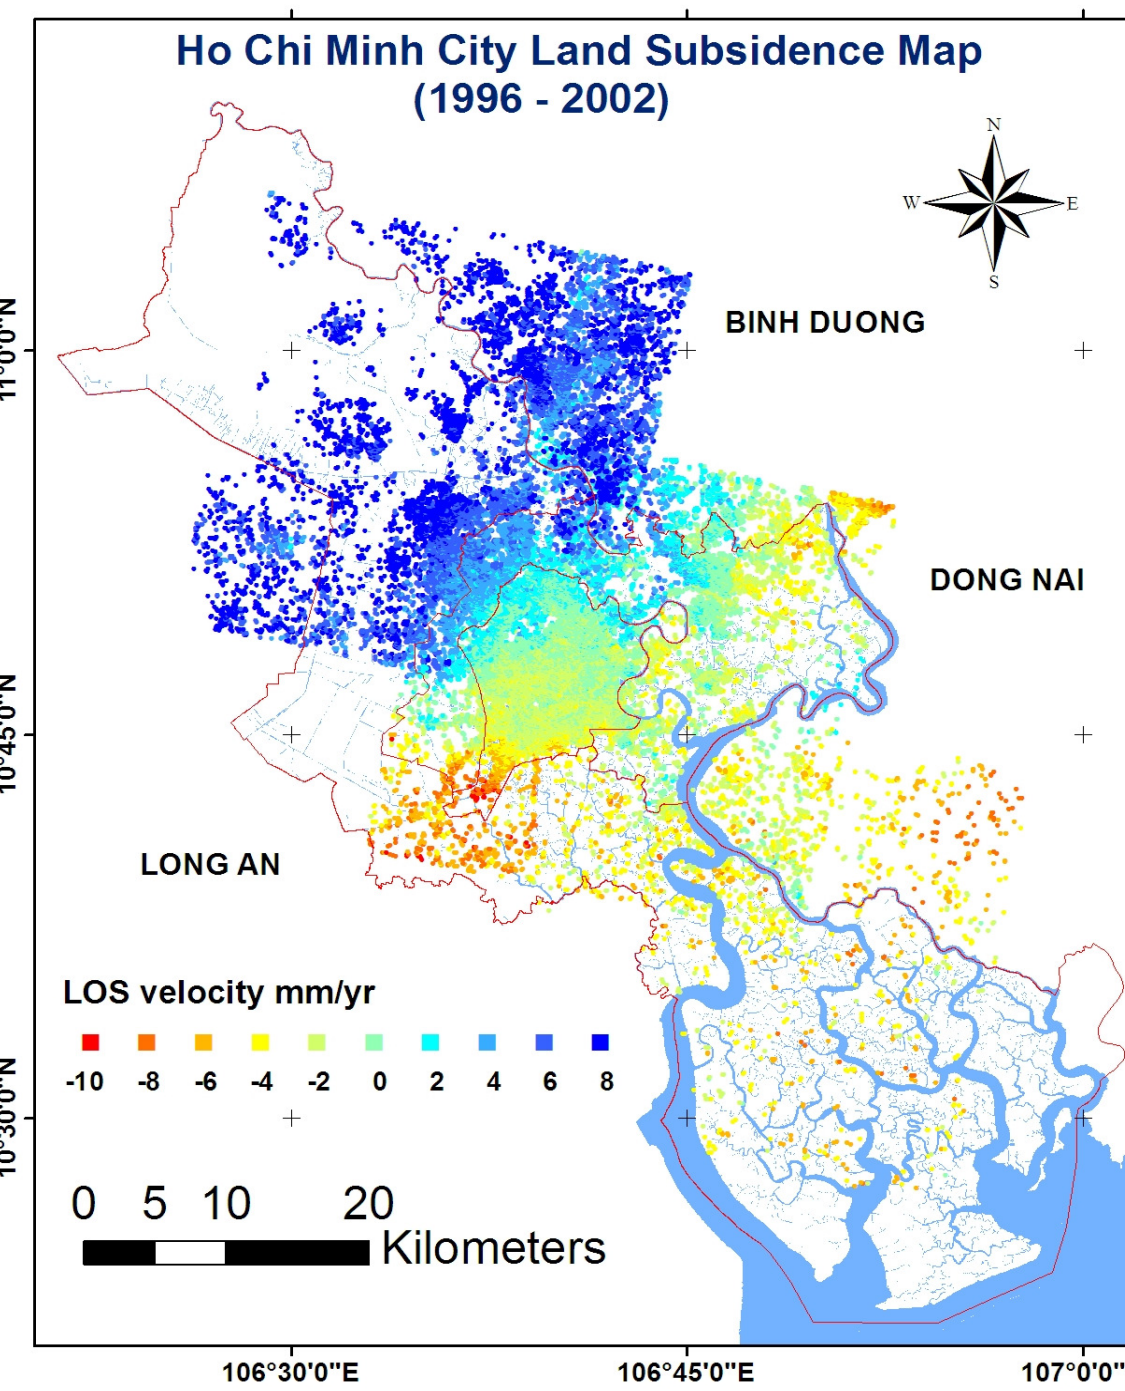 Ho Chi Minh City Land Subsidence Map
(1996 - 2002)
N
W E
S
BINH DUONG
11°0'0"N
DONG NAI
10°45'0"N
LONG AN
LOS velocity mm/yr
-10 -8 -6 -4 -2 0 2 4 6 8
10°30'0"N
0 5 10 20
Kilometers
106°30'0"E 106°45'0"E 107°0'0"